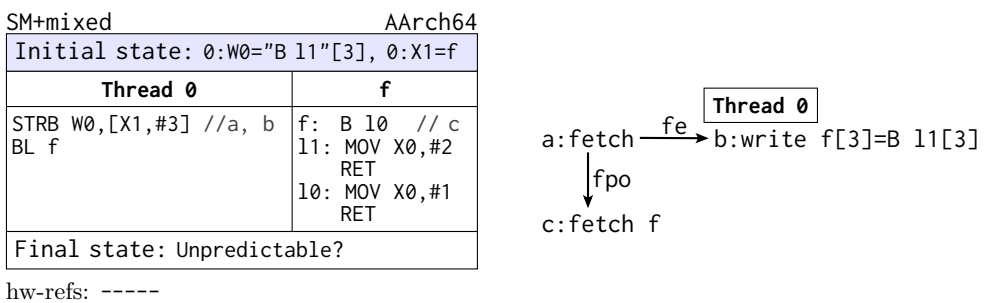 SM+mixed AArch64
Initial state: 0:W0="B l1"[3], 0:X1=f
Thread 0 f
STRB W0,[X1,#3] //a, b f: B l0 // c
BL f l1: MOV X0,#2
RET
l0: MOV X0,#1
RET
Final state: Unpredictable?
hw-refs: -----
Thread 0
a:fetch fe b:write f[3]=B l1[3]
fpo
c:fetch f